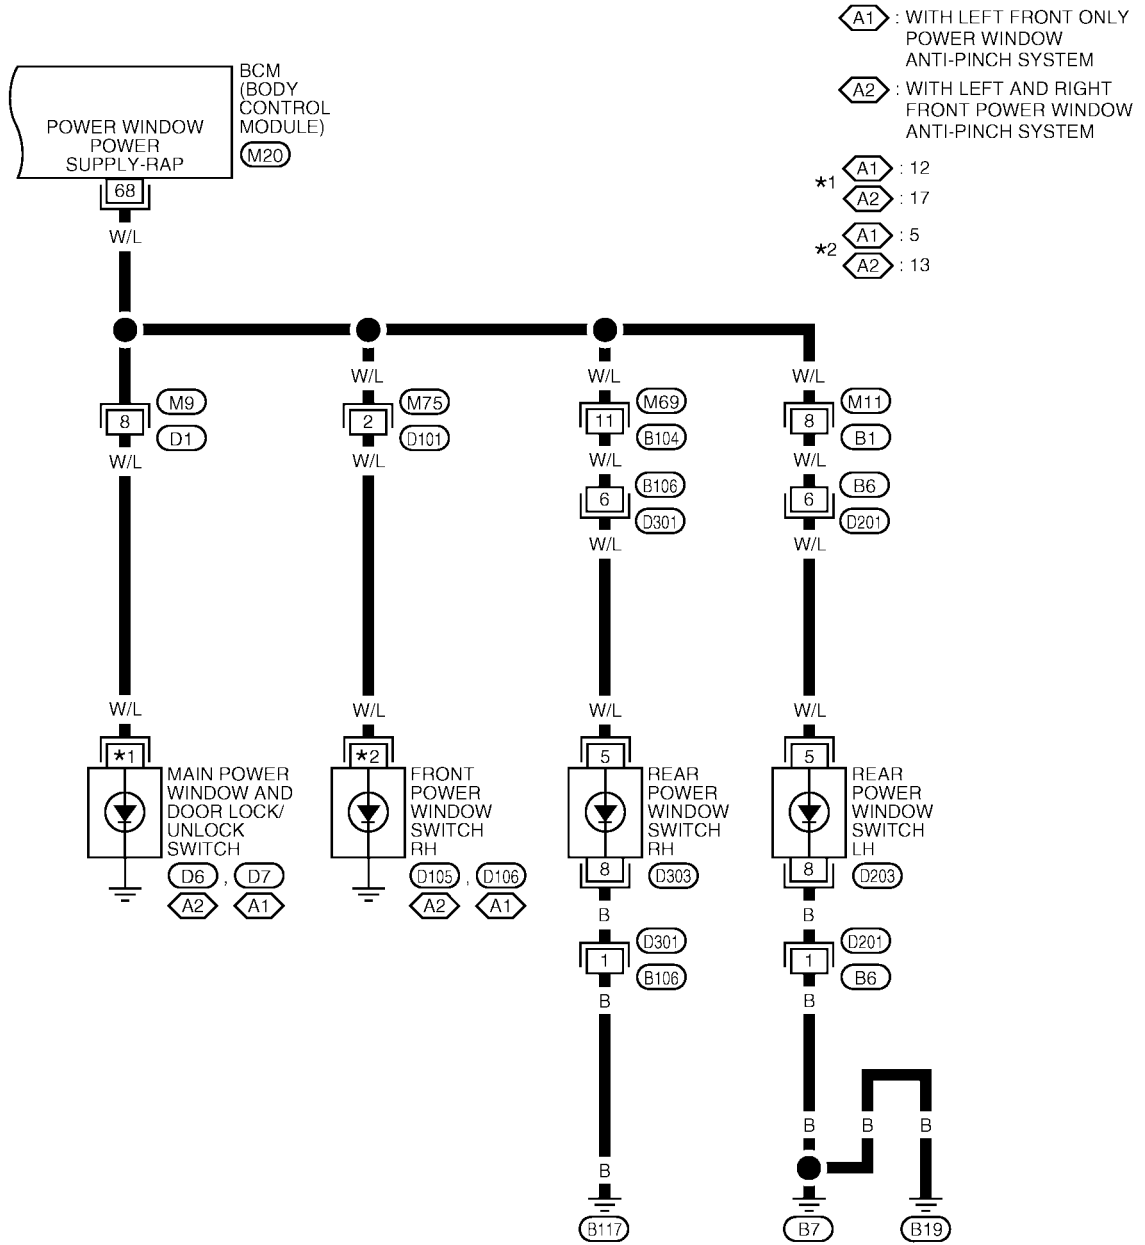 A1 : WITH LEFT FRONT ONLY
POWER WINDOW
ANTI-PINCH SYSTEM
A2 : WITH LEFT AND RIGHT
FRONT POWER WINDOW
ANTI-PINCH SYSTEM
*1 A1 : 12
A2 : 17
*2 A1 : 5
A2 : 13
BCM
(BODY
CONTROL
MODULE)
M20
POWER WINDOW
POWER
SUPPLY-RAP
68
W/L
W/L W/L W/L
M9 M75 M69 M11
8 2 11 8
D1 D101 B104 B1
W/L W/L W/L W/L
B106 B6
6 6
D301 D201
W/L W/L
W/L W/L W/L W/L
*1 *2 5 5
MAIN POWER
WINDOW AND
DOOR LOCK/
UNLOCK
SWITCH
D6 , D7
A2 A1
FRONT
POWER
WINDOW
SWITCH
RH
D105 , D106
A2 A1
REAR
POWER
WINDOW
SWITCH
RH
8 D303
REAR
POWER
WINDOW
SWITCH
LH
8 D203
B B
D301 D201
1 1
B106 B6
B B
B B B
B
B117 B7 B19